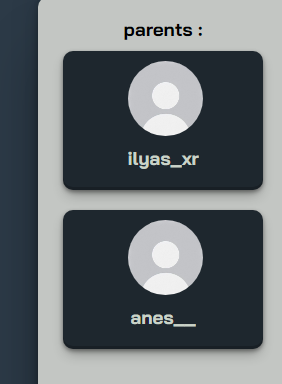 parents :
ilyas_xr
anes__